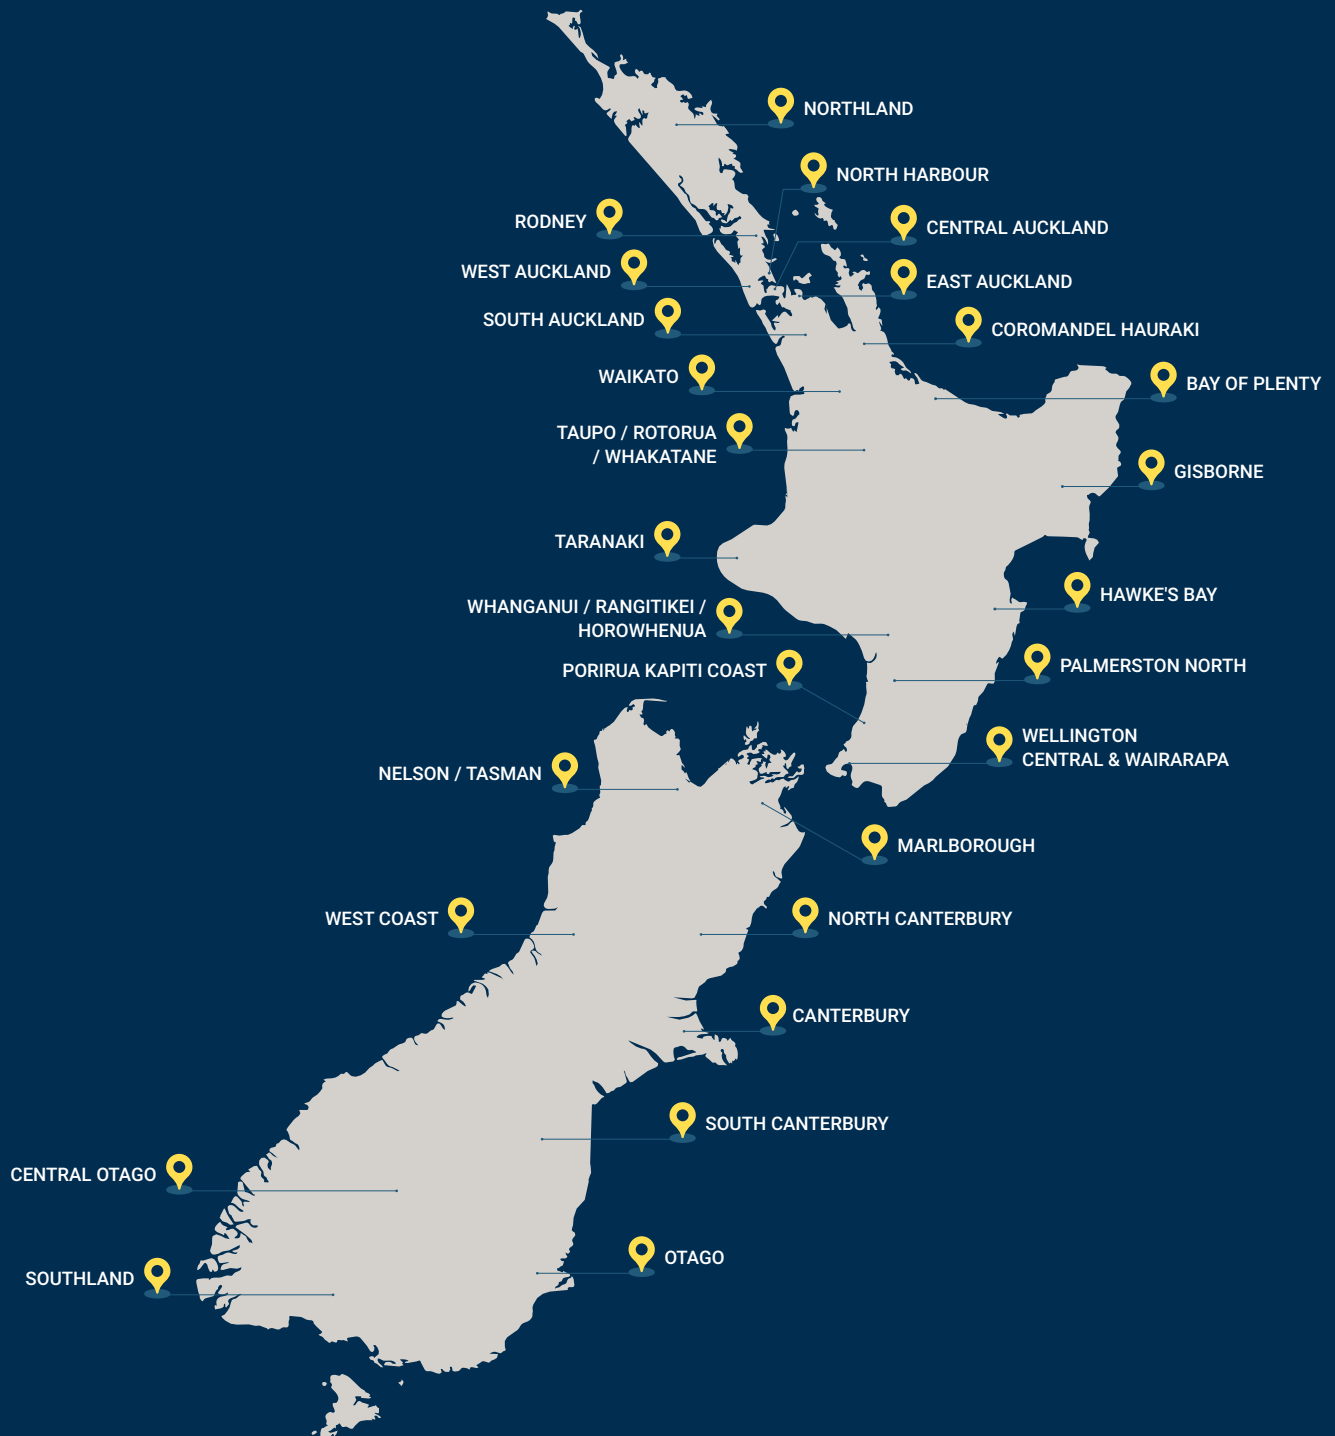 NORTHLAND
NORTH HARBOUR
RODNEY
CENTRAL AUCKLAND
WEST AUCKLAND
EAST AUCKLAND
SOUTH AUCKLAND
COROMANDEL HAURAKI
WAIKATO
BAY OF PLENTY
TAUPO / ROTORUA
/ WHAKATANE
GISBORNE
TARANAKI
HAWKE'S BAY
WHANGANUI / RANGITIKEI /
HOROWHENUA
PALMERSTON NORTH
PORIRUA KAPITI COAST
WELLINGTON
CENTRAL & WAIRARAPA
NELSON / TASMAN
MARLBOROUGH
WEST COAST
NORTH CANTERBURY
CANTERBURY
SOUTH CANTERBURY
CENTRAL OTAGO
OTAGO
SOUTHLAND